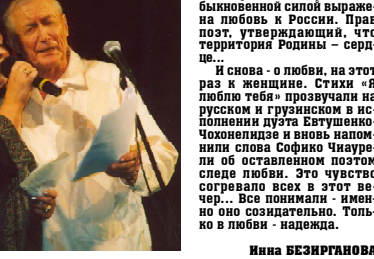 быкновенной силой выраже-
на любовь к России. Прав
поэт, утверждающий, что
территория Родины – серд-
це...
И снова - о любви, на этот
раз к женщине. Стихи «Я
люблю тебя» прозвучали на
русском и грузинском в ис-
полнении дуэта Евтушенко-
Чохонелидзе и вновь напом-
нили слова Софико Чиауре-
ли об оставленном поэтом
следе любви. Это чувство
согревало всех в этот ве-
чер... Все понимали - имен-
но оно созидательно. Толь-
ко в любви - надежда.
Инна БЕЗИРГАНОВА